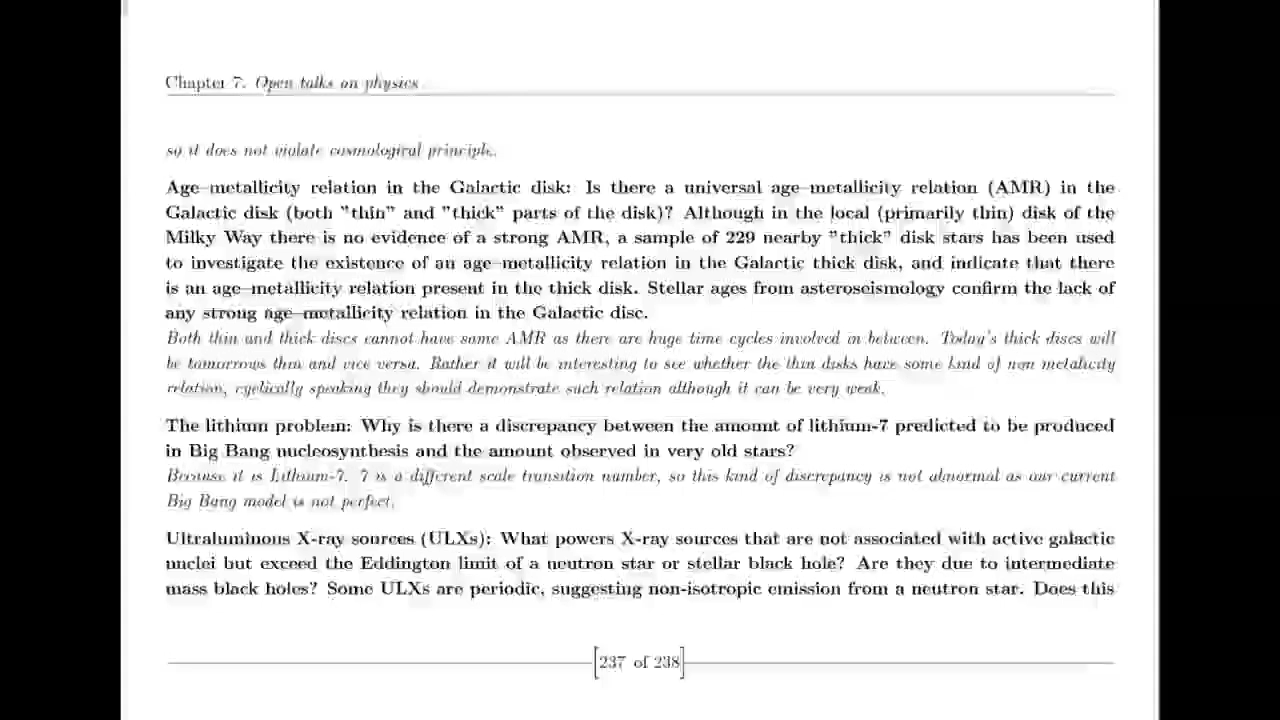 Chapter 7. Open talks on physics
so it does not violate cosmological principle.
Age–metallicity relation in the Galactic disk: Is there a universal age–metallicity relation (AMR) in the
Galactic disk (both "thin" and "thick" parts of the disk)? Although in the local (primarily thin) disk of the
Milky Way there is no evidence of a strong AMR, a sample of 229 nearby "thick" disk stars has been used
to investigate the existence of an age–metallicity relation in the Galactic thick disk, and indicate that there
is an age–metallicity relation present in the thick disk. Stellar ages from asteroseismology confirm the lack of
any strong age–metallicity relation in the Galactic disc.
Both thin and thick discs cannot have same AMR as there are huge time cycles involved in between. Today's thick discs will
be tomorrows thin and vice versa. Rather it will be interesting to see whether the thin disks have some kind of non metalicity
relation, cyclically speaking they should demonstrate such relation although it can be very weak.
The lithium problem: Why is there a discrepancy between the amount of lithium-7 predicted to be produced
in Big Bang nucleosynthesis and the amount observed in very old stars?
Because it is Lithium-7. 7 is a different scale transition number, so this kind of discrepancy is not abnormal as our current
Big Bang model is not perfect.
Ultraluminous X-ray sources (ULXs): What powers X-ray sources that are not associated with active galactic
nuclei but exceed the Eddington limit of a neutron star or stellar black hole? Are they due to intermediate
mass black holes? Some ULXs are periodic, suggesting non-isotropic emission from a neutron star. Does this
[237 of 238]